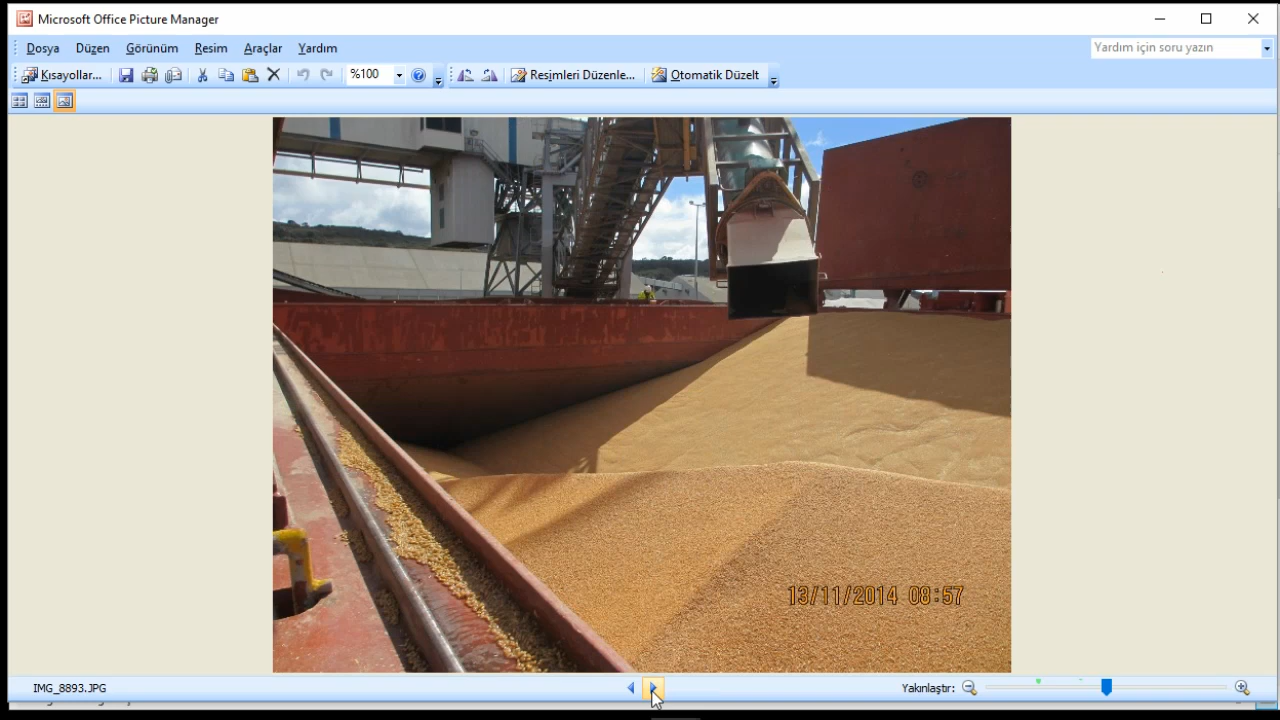 Microsoft Office Picture Manager
Dosya Düzen Görünüm Resim Araçlar Yardım
Yardım için soru yazın
Kısayollar... %100 Resimleri Düzenle... Otomatik Düzelt
13/11/2014 08:57
IMG_8893.JPG
Yakınlaştır: